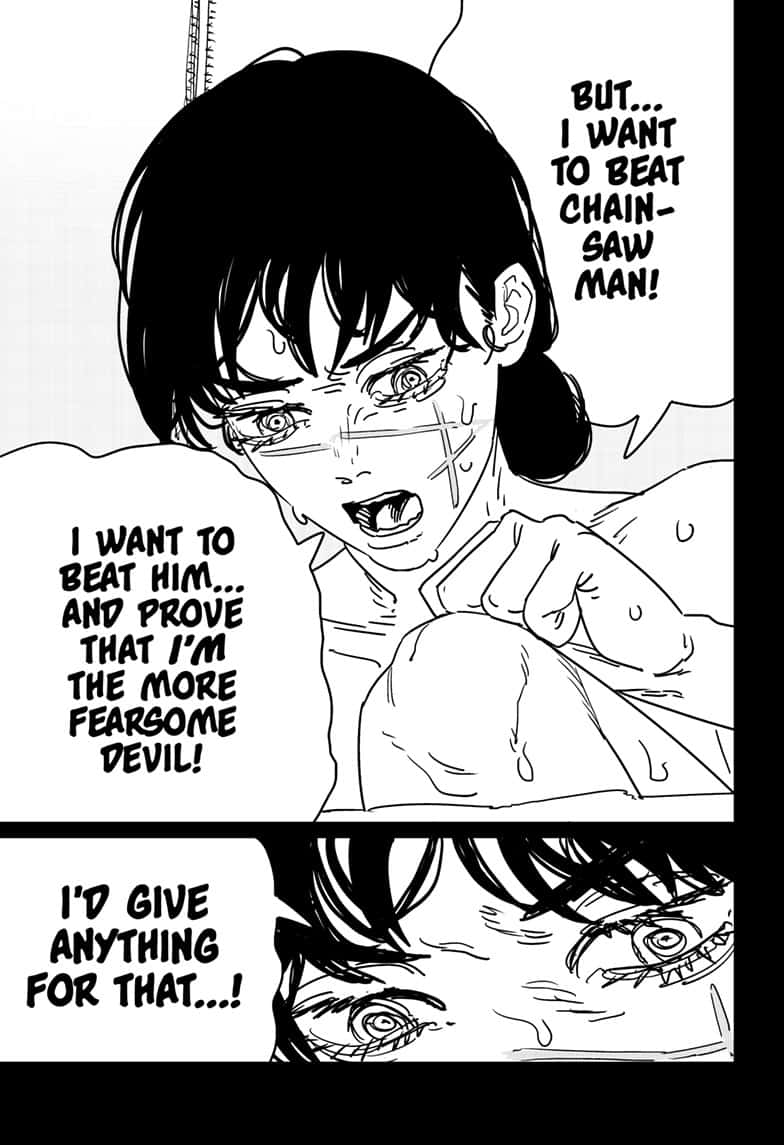 BUT...
I WANT
TO BEAT
CHAIN-
SAW
MAN!
I WANT TO
BEAT HIM...
AND PROVE
THAT I'M
THE MORE
FEARSOME
DEVIL!
I'D GIVE
ANYTHING
FOR THAT...!